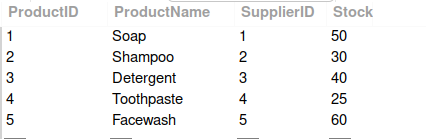 ProductID ProductName SupplierID Stock
1 Soap 1 50
2 Shampoo 2 30
3 Detergent 3 40
4 Toothpaste 4 25
5 Facewash 5 60